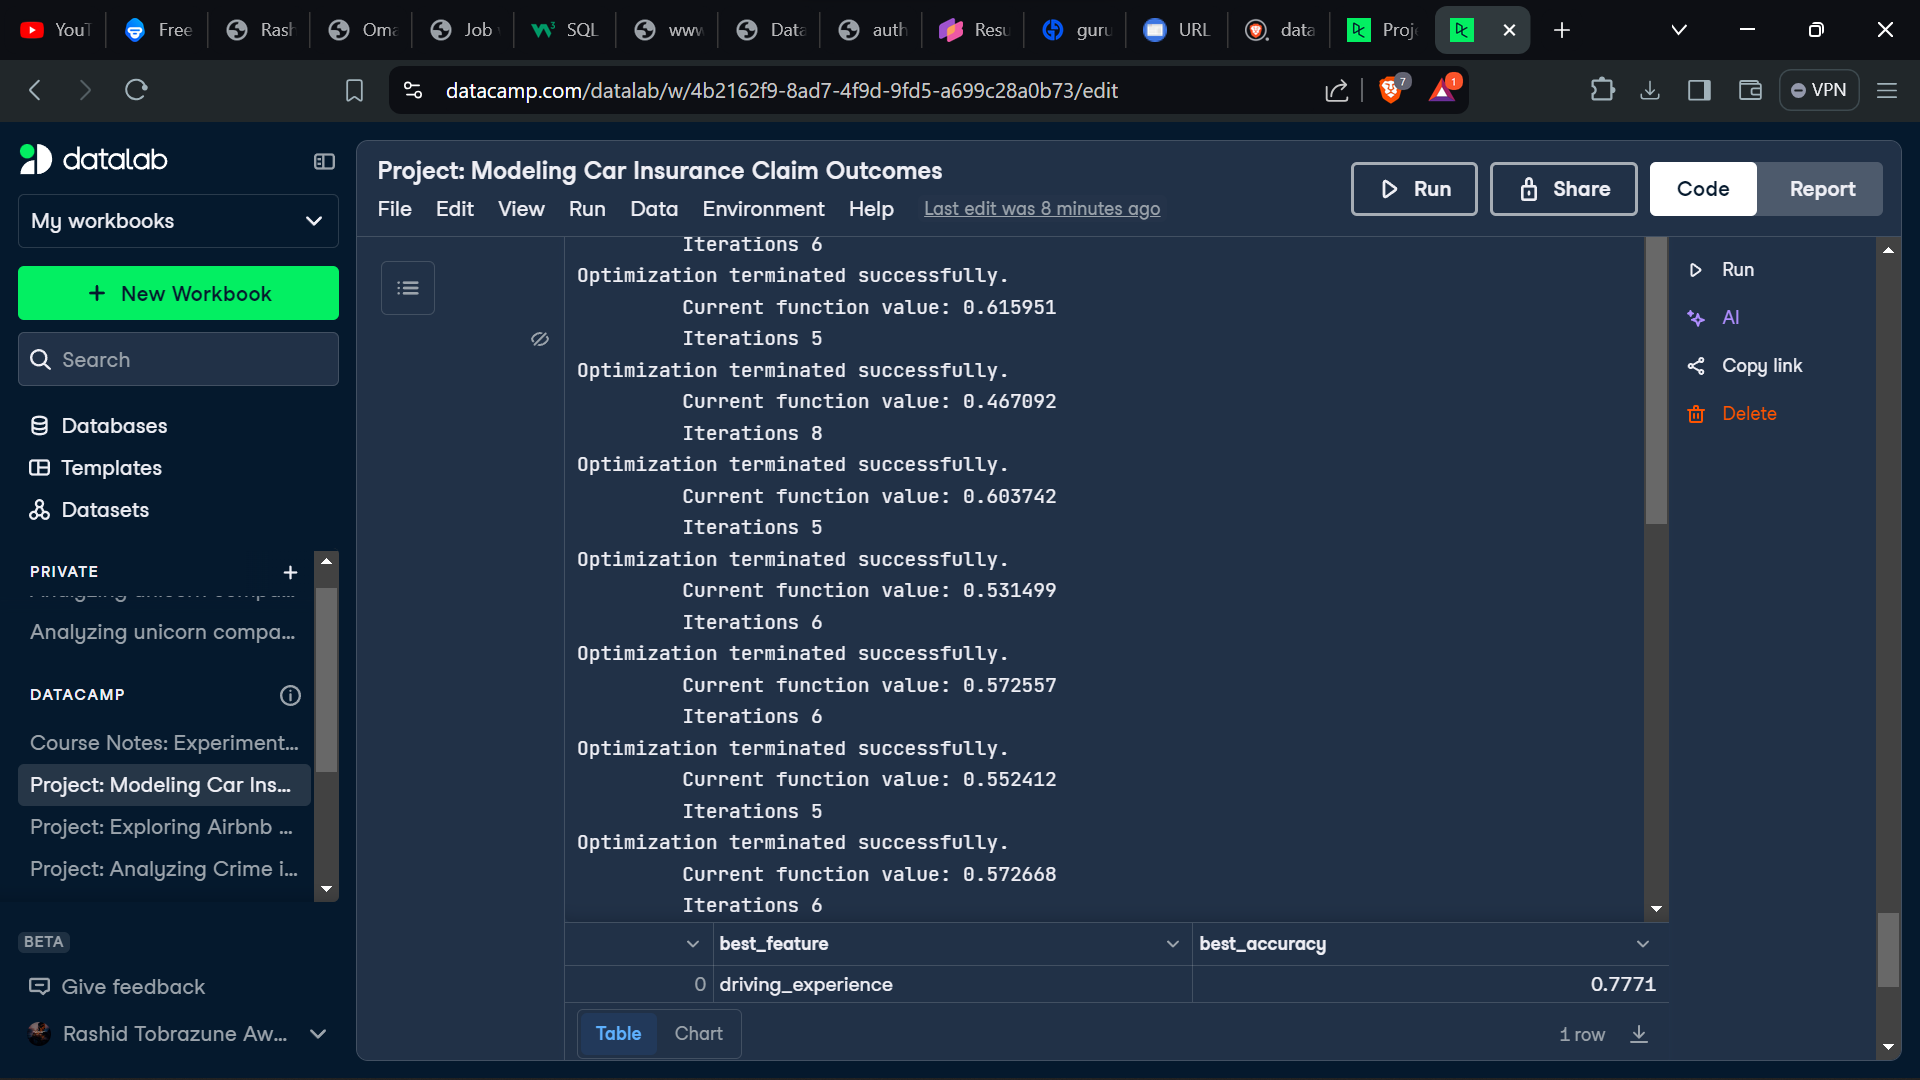 YouT
Free
Rash
Oma
Job
SQL
www
Data
auth
Resu
guru
URL
data
Proje
datacamp.com/datalab/w/4b2162f9-8ad7-4f9d-9fd5-a699c28a0b73/edit
7
1
VPN
datalab
My workbooks
New Workbook
Search
Databases
Templates
Datasets
PRIVATE
Analyzing unicorn compa...
Analyzing unicorn compa...
DATACAMP
Course Notes: Experiment...
Project: Modeling Car Ins...
Project: Exploring Airbnb ...
Project: Analyzing Crime i...
BETA
Give feedback
Rashid Tobrazune Aw...
Project: Modeling Car Insurance Claim Outcomes
File Edit View Run Data Environment Help Last edit was 8 minutes ago
Run
Share
Code
Report
Iterations 6
Optimization terminated successfully.
Current function value: 0.615951
Iterations 5
Optimization terminated successfully.
Current function value: 0.467092
Iterations 8
Optimization terminated successfully.
Current function value: 0.603742
Iterations 5
Optimization terminated successfully.
Current function value: 0.531499
Iterations 6
Optimization terminated successfully.
Current function value: 0.572557
Iterations 6
Optimization terminated successfully.
Current function value: 0.552412
Iterations 5
Optimization terminated successfully.
Current function value: 0.572668
Iterations 6
best_feature best_accuracy
0 driving_experience 0.7771
Table Chart
1 row
Run
AI
Copy link
Delete